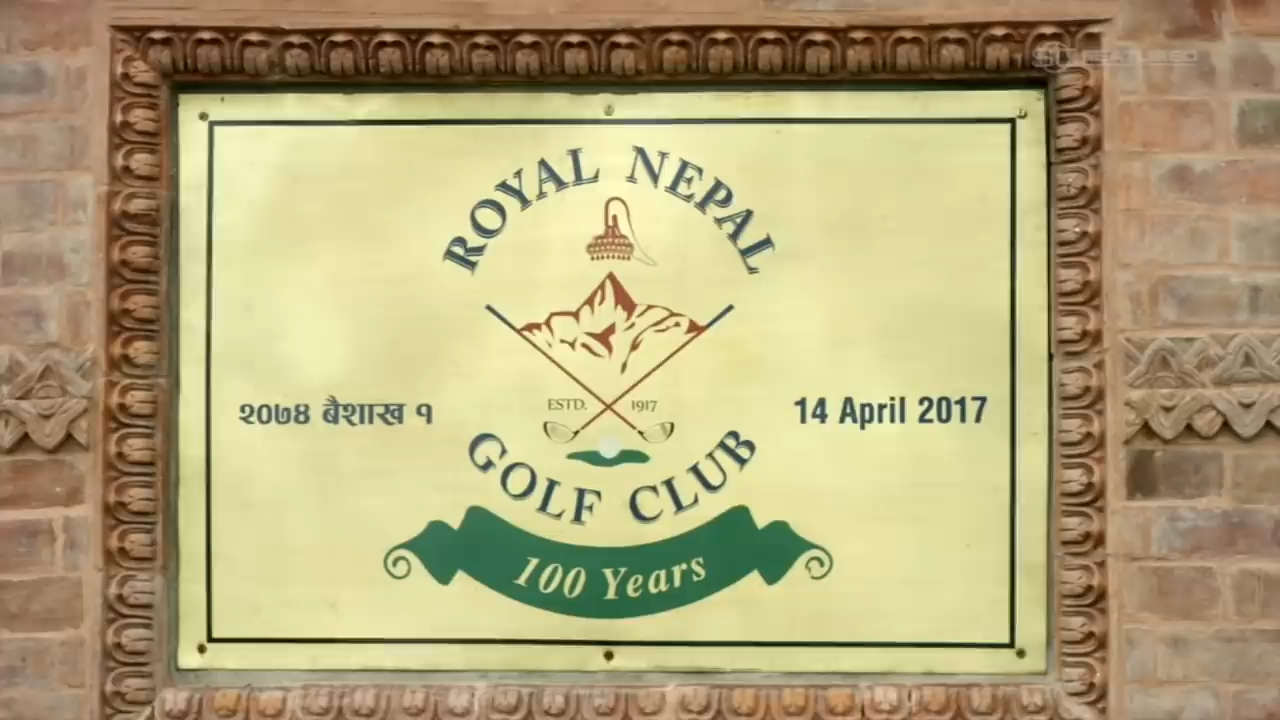 ROYAL NEPAL
ESTD. 1917
२०७४ बैशाख १
14 April 2017
GOLF CLUB
100 Years